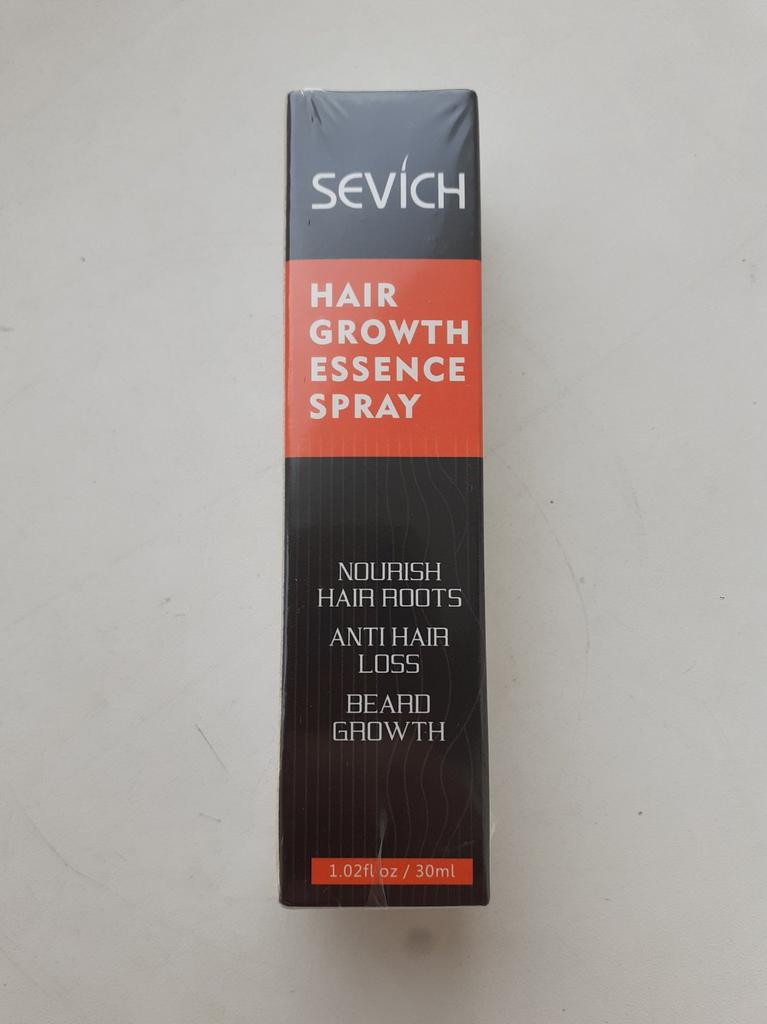 SEVICH
HAIR
GROWTH
ESSENCE
SPRAY
NOURISH
HAIR ROOTS
ANTI HAIR
LOSS
BEARD
GROWTH
1.02fl oz / 30ml